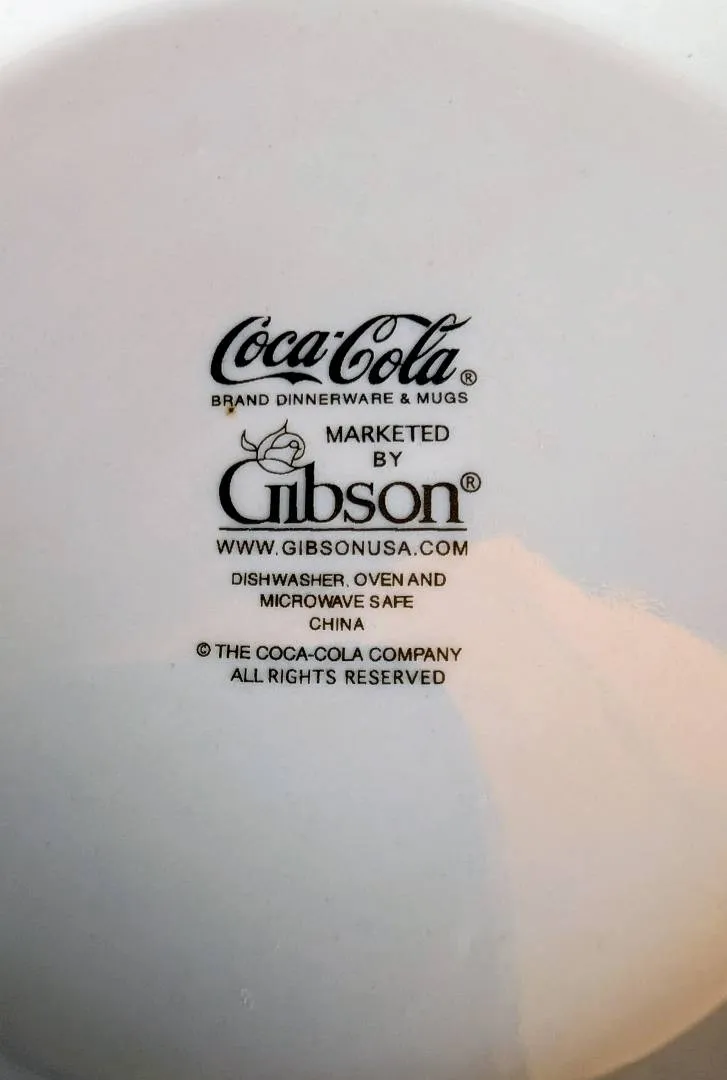 Coca-Cola®
BRAND DINNERWARE & MUGS
MARKETED
BY
Gibson®
WWW.GIBSONUSA.COM
DISHWASHER, OVEN AND
MICROWAVE SAFE
CHINA
© THE COCA-COLA COMPANY
ALL RIGHTS RESERVED